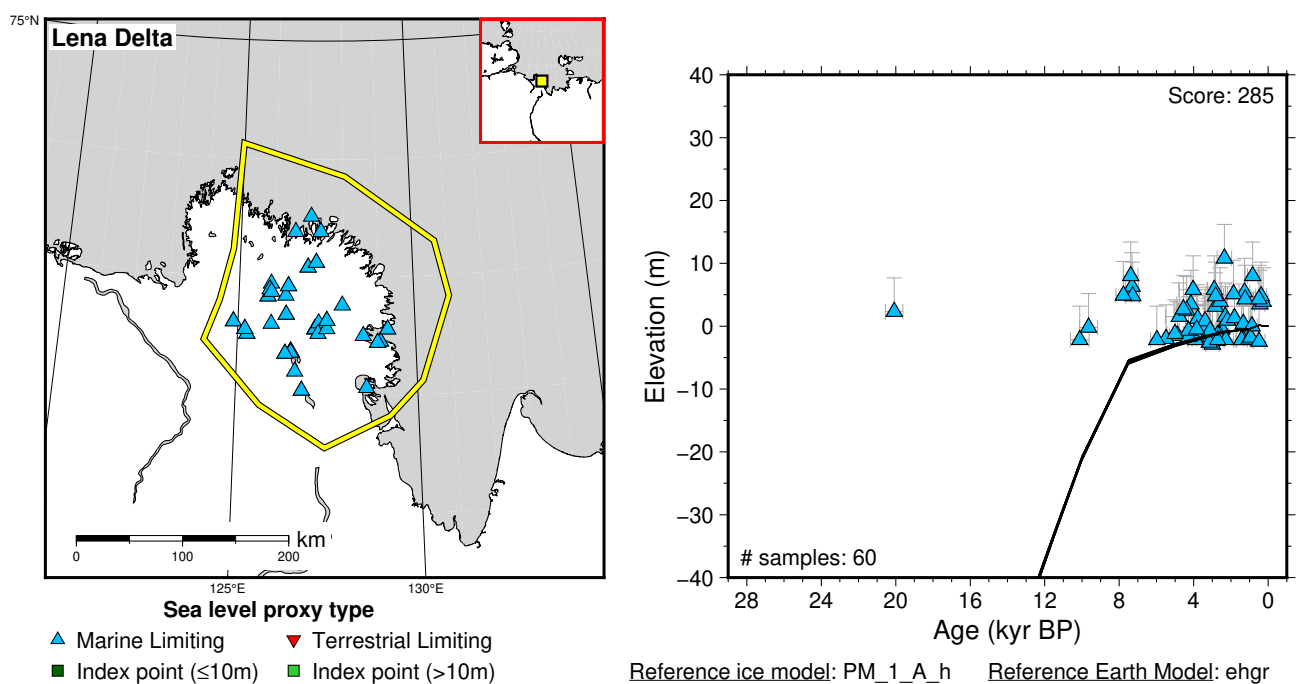 75°N
Lena Delta
km
0
100
200
125°E
130°E
Sea level proxy type
Marine Limiting
Terrestrial Limiting
Index point (≤10m)
Index point (>10m)
Score: 285
Elevation (m)
40
30
20
10
0
−10
−20
−30
−40
# samples: 60
28 24 20 16 12 8 4 0
Age (kyr BP)
Reference ice model: PM_1_A_h Reference Earth Model: ehgr